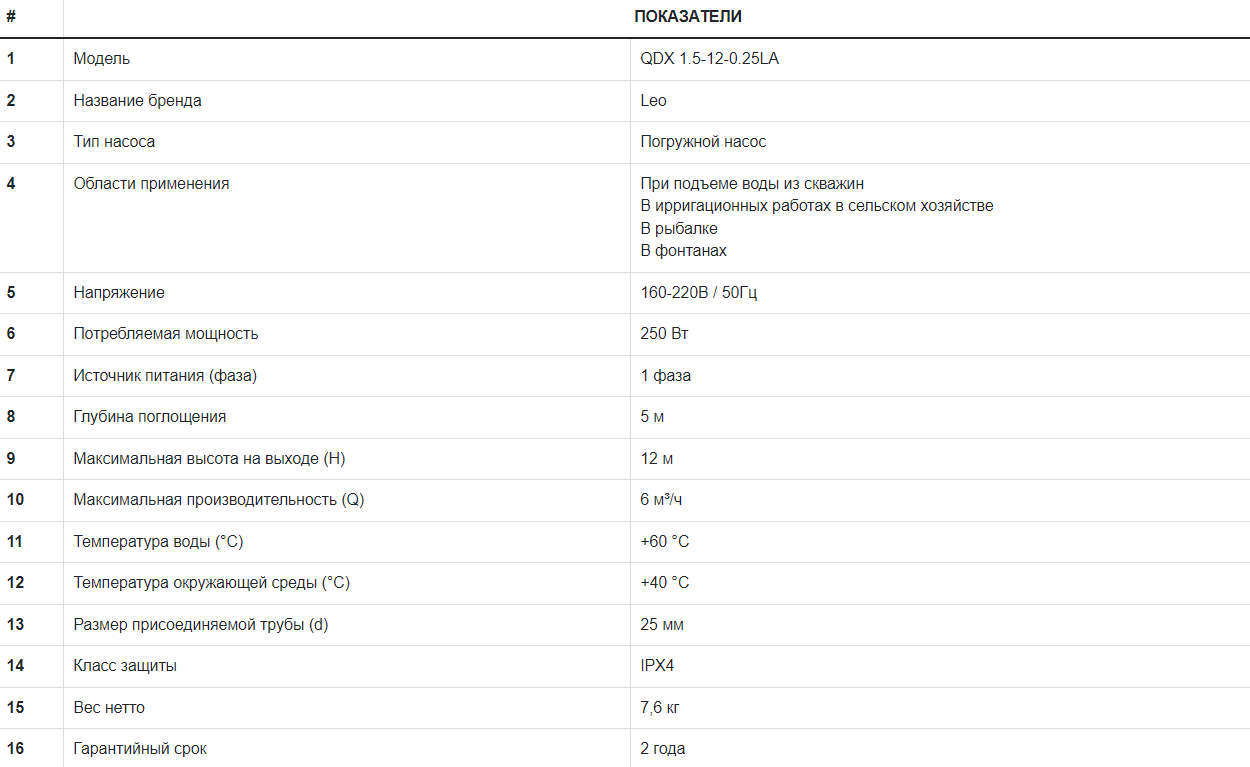 # ПОКАЗАТЕЛИ
1 Модель QDX 1.5-12-0.25LA
2 Название бренда Leo
3 Тип насоса Погружной насос
4 Области применения При подъеме воды из скважин
В ирригационных работах в сельском хозяйстве
В рыбалке
В фонтанах
5 Напряжение 160-220В / 50Гц
6 Потребляемая мощность 250 Вт
7 Источник питания (фаза) 1 фаза
8 Глубина поглощения 5 м
9 Максимальная высота на выходе (H) 12 м
10 Максимальная производительность (Q) 6 м³/ч
11 Температура воды (°C) +60 °C
12 Температура окружающей среды (°C) +40 °C
13 Размер присоединяемой трубы (d) 25 мм
14 Класс защиты IPX4
15 Вес нетто 7,6 кг
16 Гарантийный срок 2 года